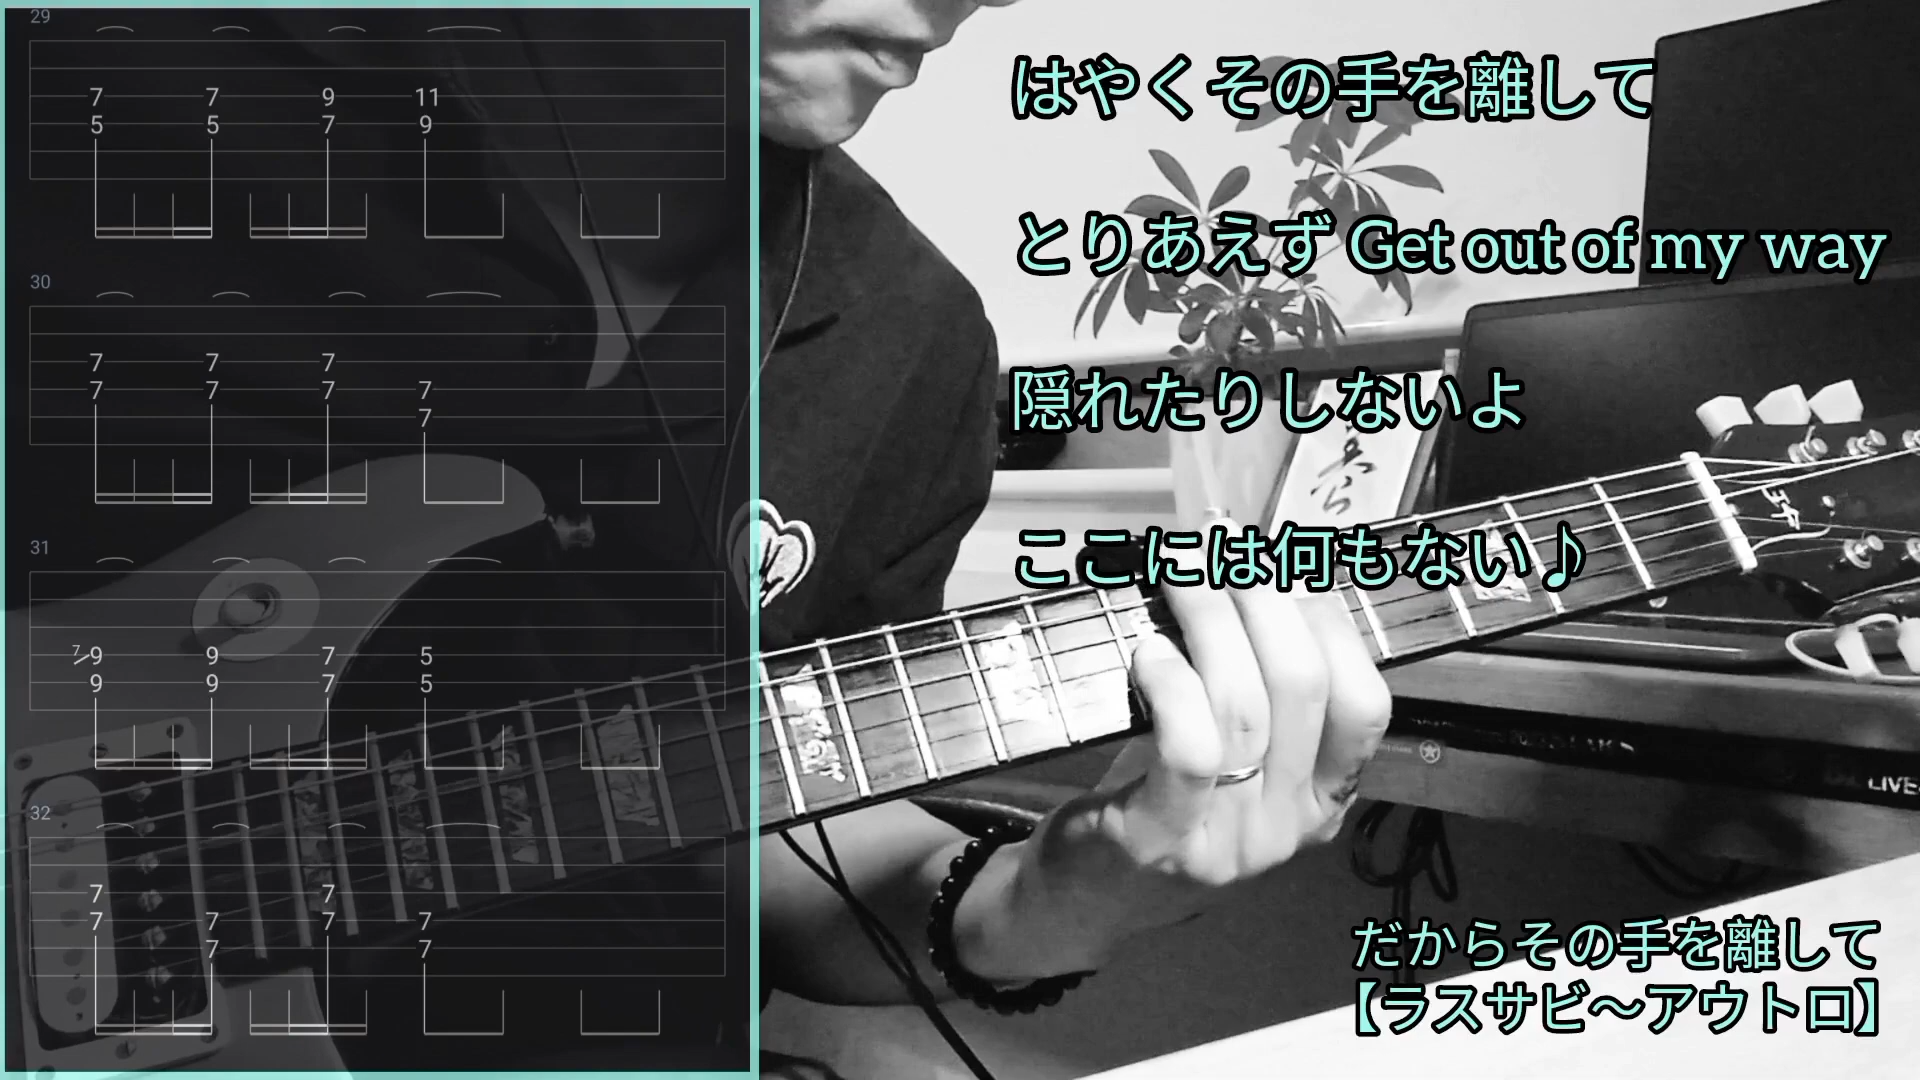 29
7 7 9 11
5 5 7 9
30
7 7 7
7 7 7 7
7
31
7 9 9 7 5
9 9 7 5
32
7 7
7 7 7 7
7 7
はやくその手を離して
とりあえず Get out of my way
隠れたりしないよ
ここには何もない♪
LIVE
だからその手を離して
【ラスサビ～アウトロ】